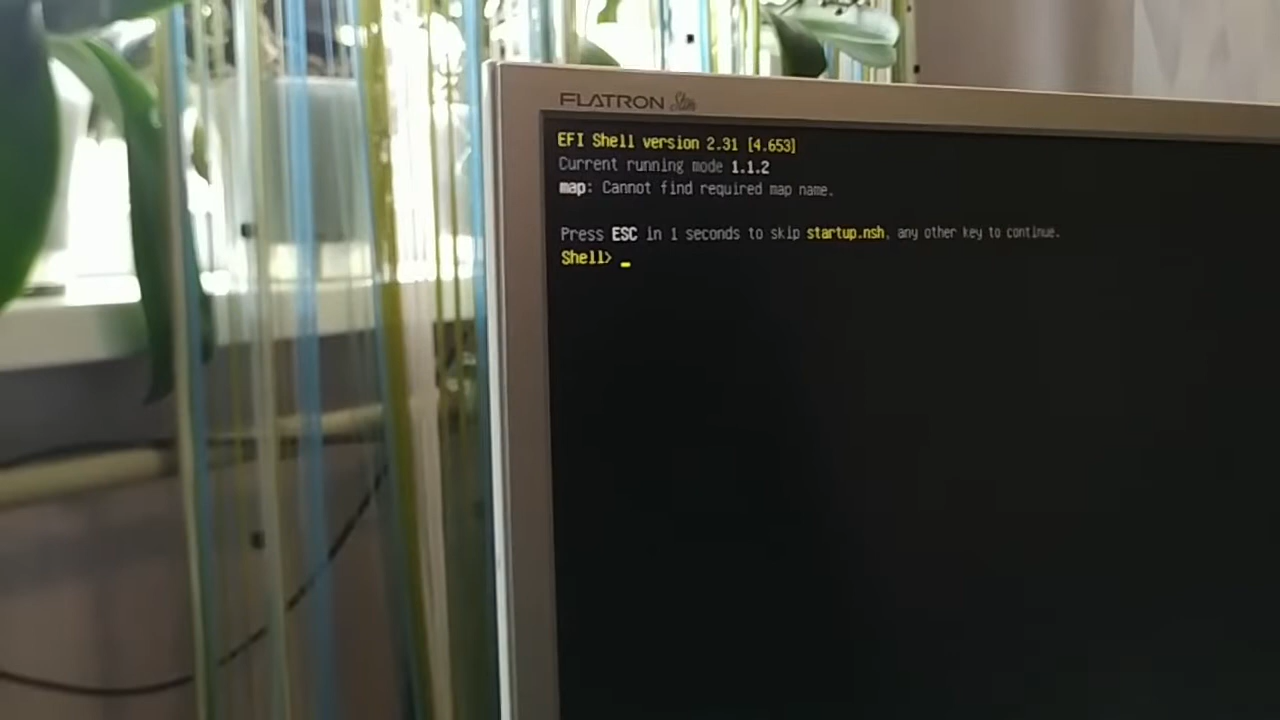 FLATRON Slim
EFI Shell version 2.31 [4.653]
Current running mode 1.1.2
map: Cannot find required map name.
Press ESC in 1 seconds to skip startup.nsh, any other key to continue.
Shell> _